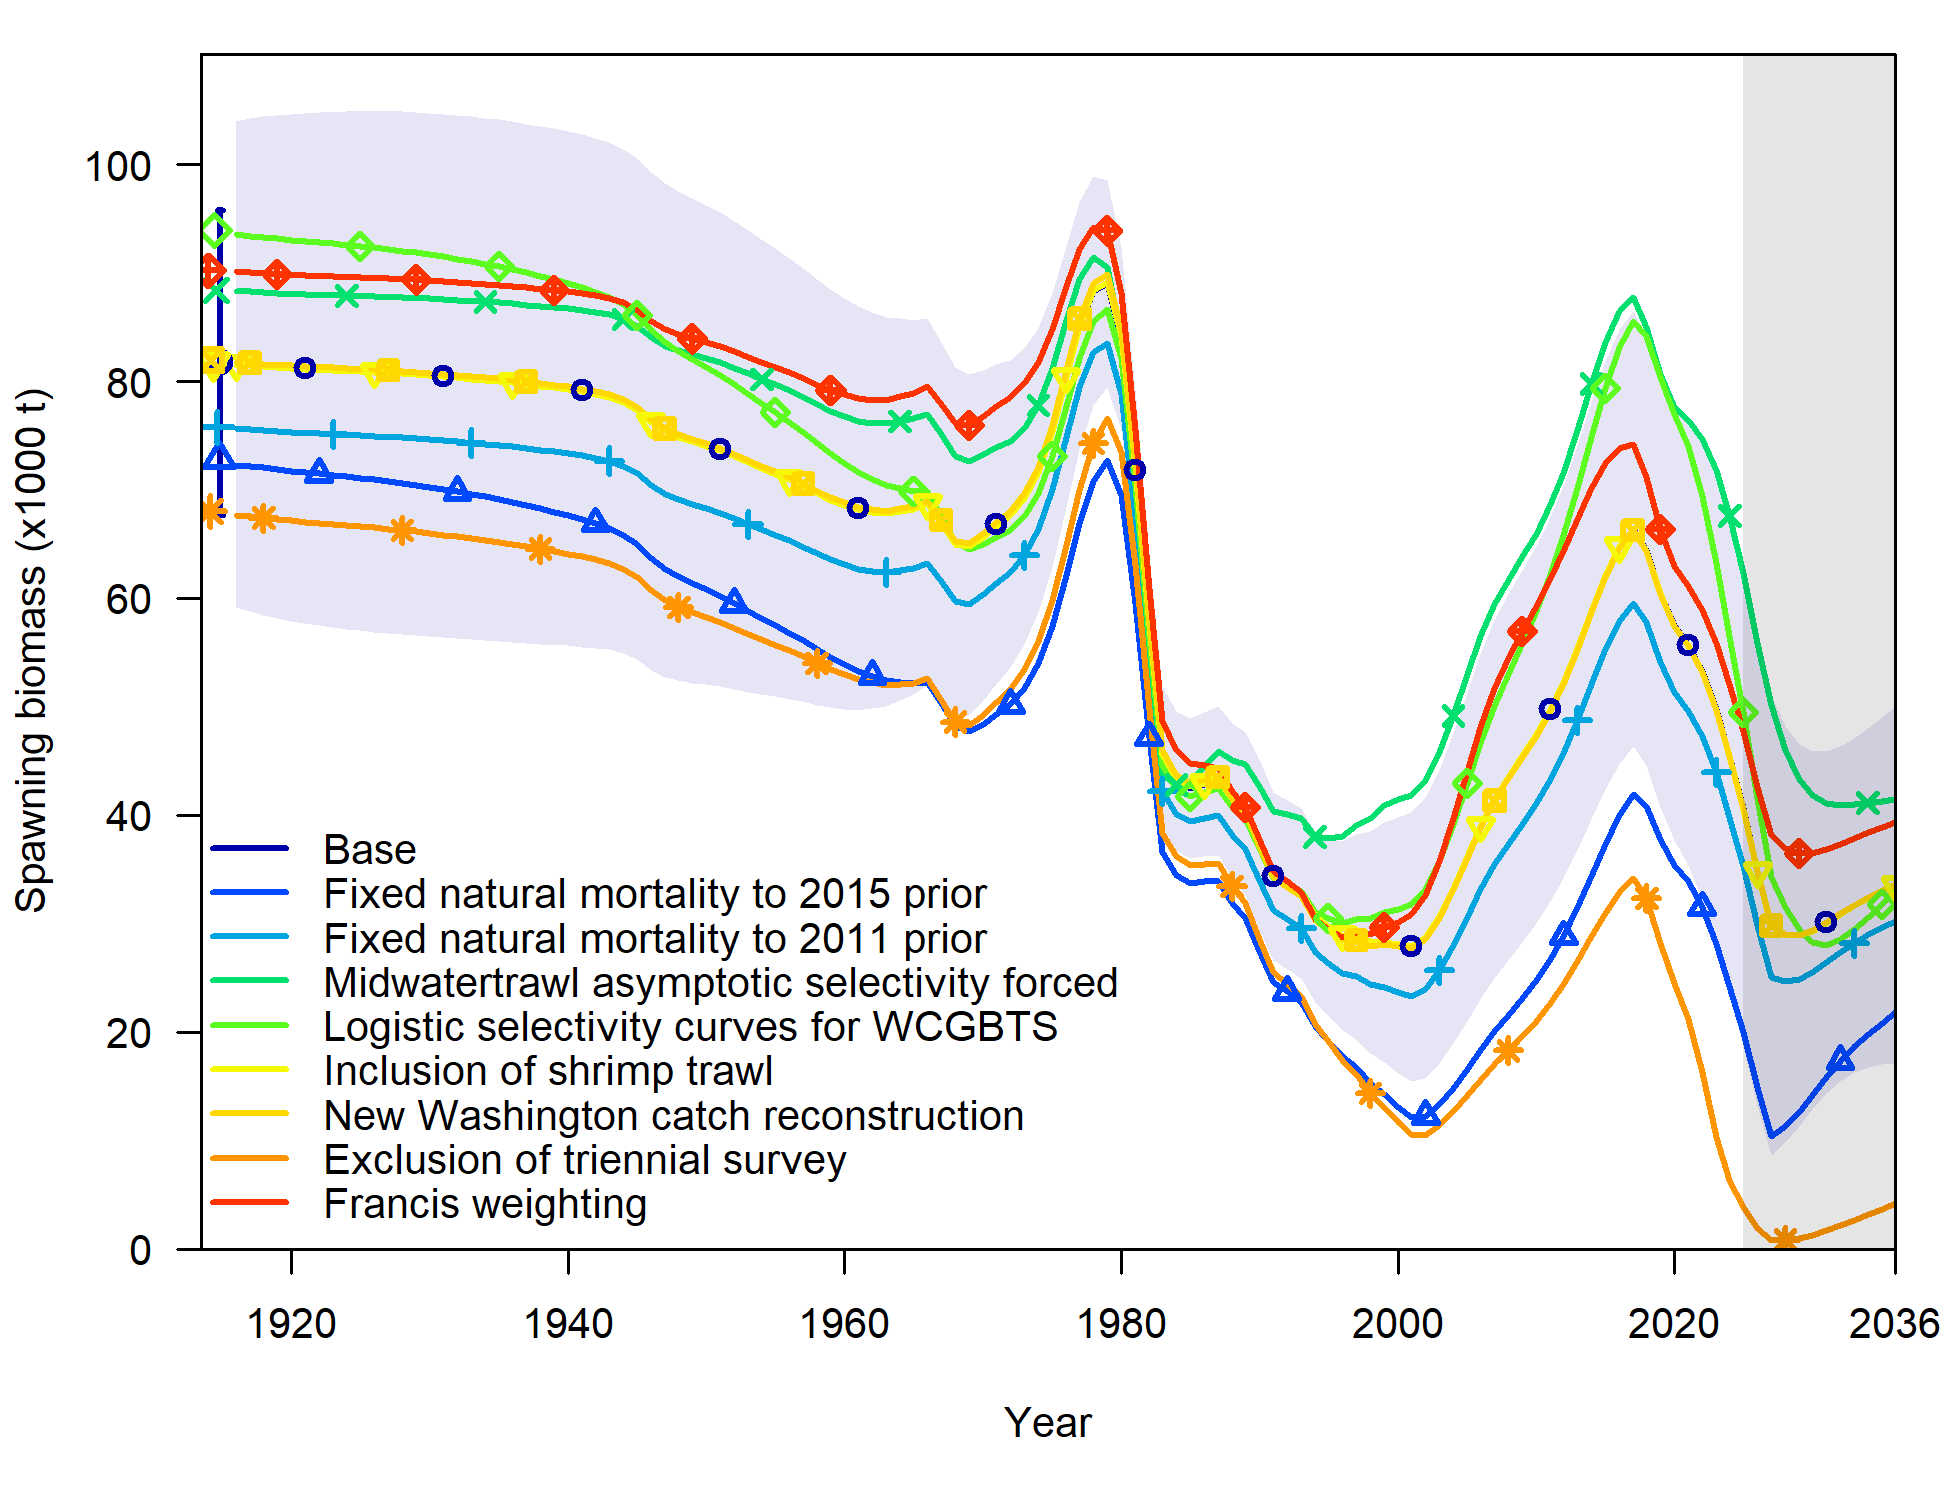 Spawning biomass (x1000 t)
100
80
60
40
20
0
Base
Fixed natural mortality to 2015 prior
Fixed natural mortality to 2011 prior
Midwatertrawl asymptotic selectivity forced
Logistic selectivity curves for WCGBTS
Inclusion of shrimp trawl
New Washington catch reconstruction
Exclusion of triennial survey
Francis weighting
1920 1940 1960 1980 2000 2020 2036
Year